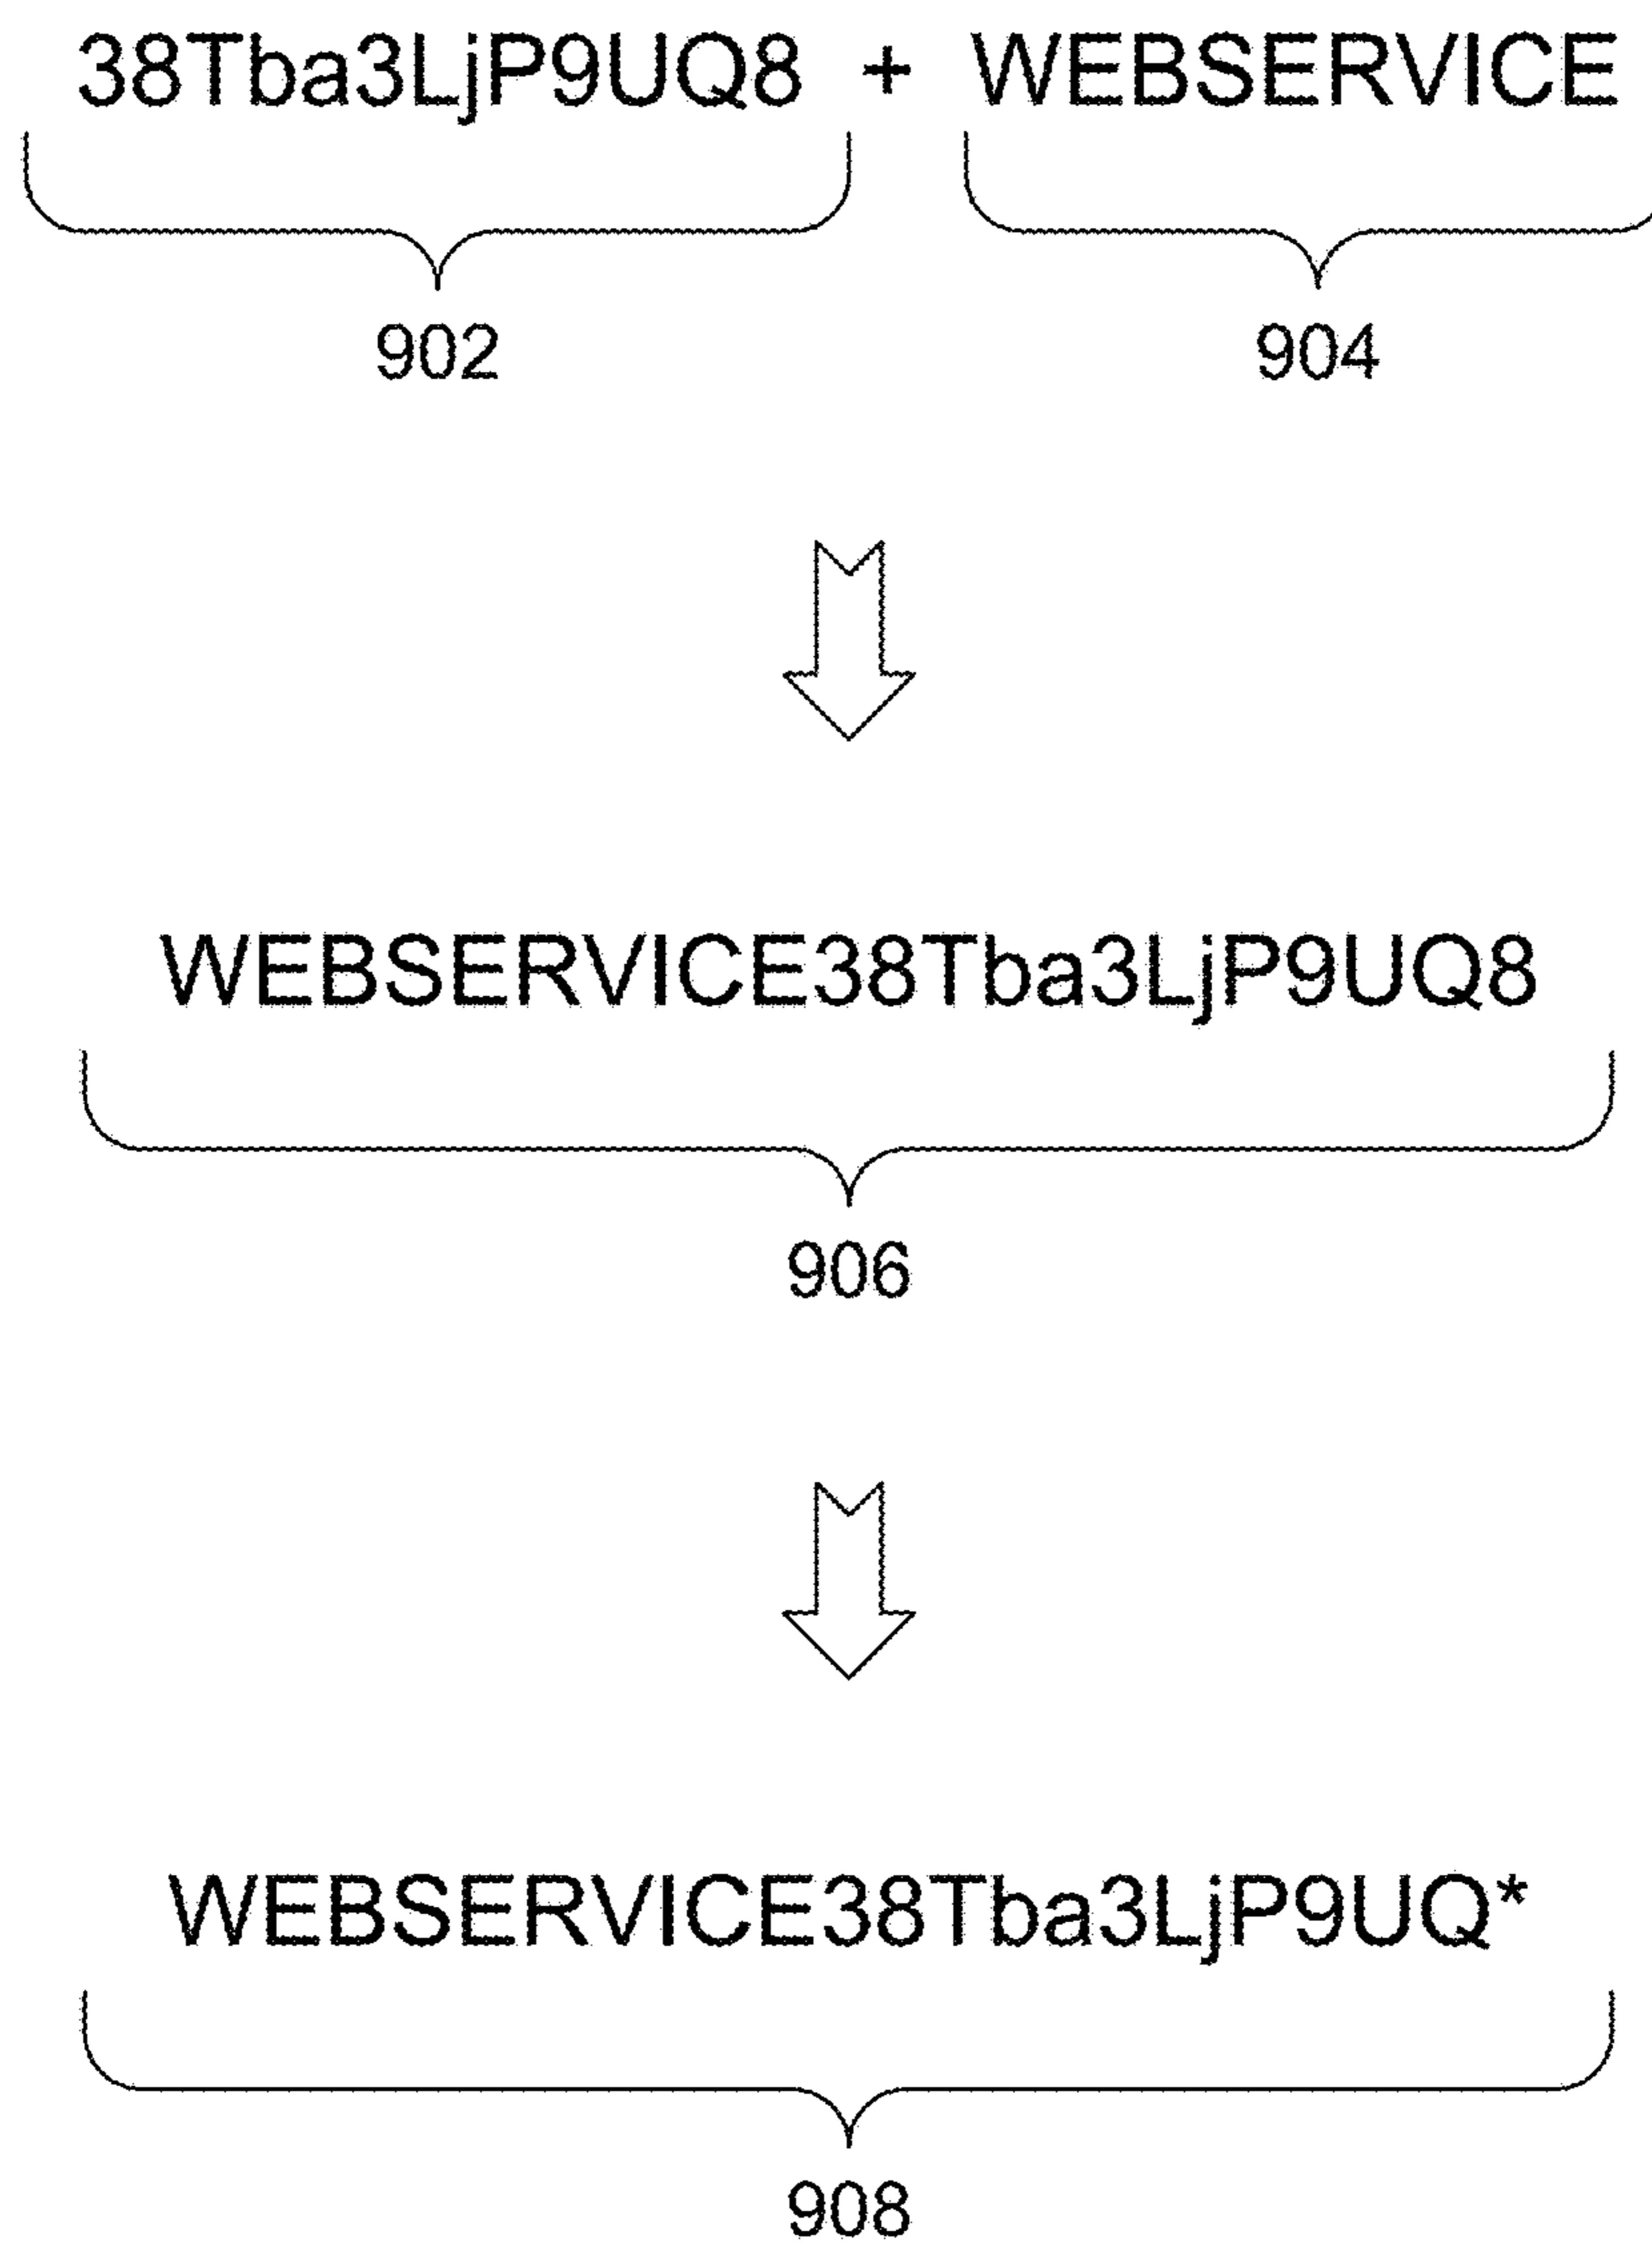 38Tba3LjP9UQ8 + WEBSERVICE
902 904
WEBSERVICE38Tba3LjP9UQ8
906
WEBSERVICE38Tba3LjP9UQ*
908